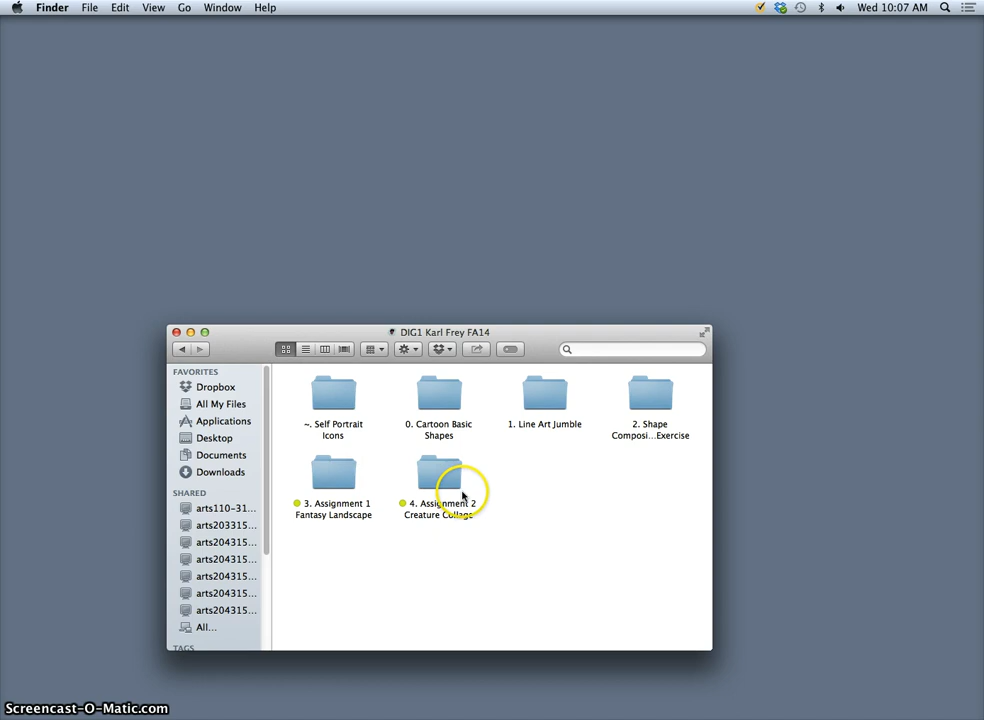 Finder File Edit View Go Window Help Wed 10:07 AM
DIG1 Karl Frey FA14
FAVORITES
Dropbox
All My Files
Applications
Desktop
Documents
Downloads
SHARED
arts110-31...
arts203315...
arts204315...
arts204315...
arts204315...
arts204315...
arts204315...
All...
TAGS
~. Self Portrait
Icons
0. Cartoon Basic
Shapes
1. Line Art Jumble
2. Shape
Composi...Exercise
3. Assignment 1
Fantasy Landscape
4. Assignment 2
Creature Collage
Screencast-O-Matic.com